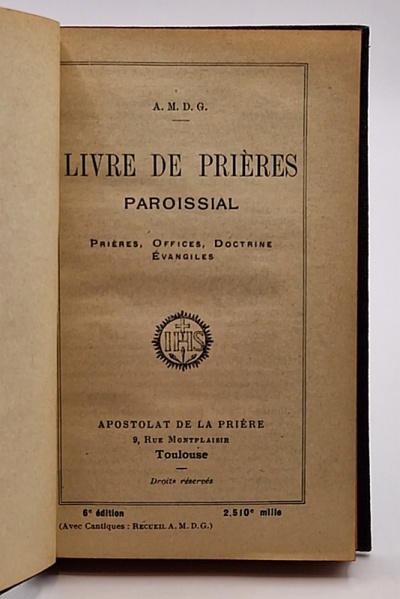 A. M. D. G.
LIVRE DE PRIÈRES
PAROISSIAL
PRIÈRES, OFFICES, DOCTRINE
ÉVANGILES
IHS
APOSTOLAT DE LA PRIÈRE
9, RUE MONTPLAISIR
Toulouse
Droits réservés
6e édition 2.510e mille
(Avec Cantiques : RECUEIL A. M. D. G.)